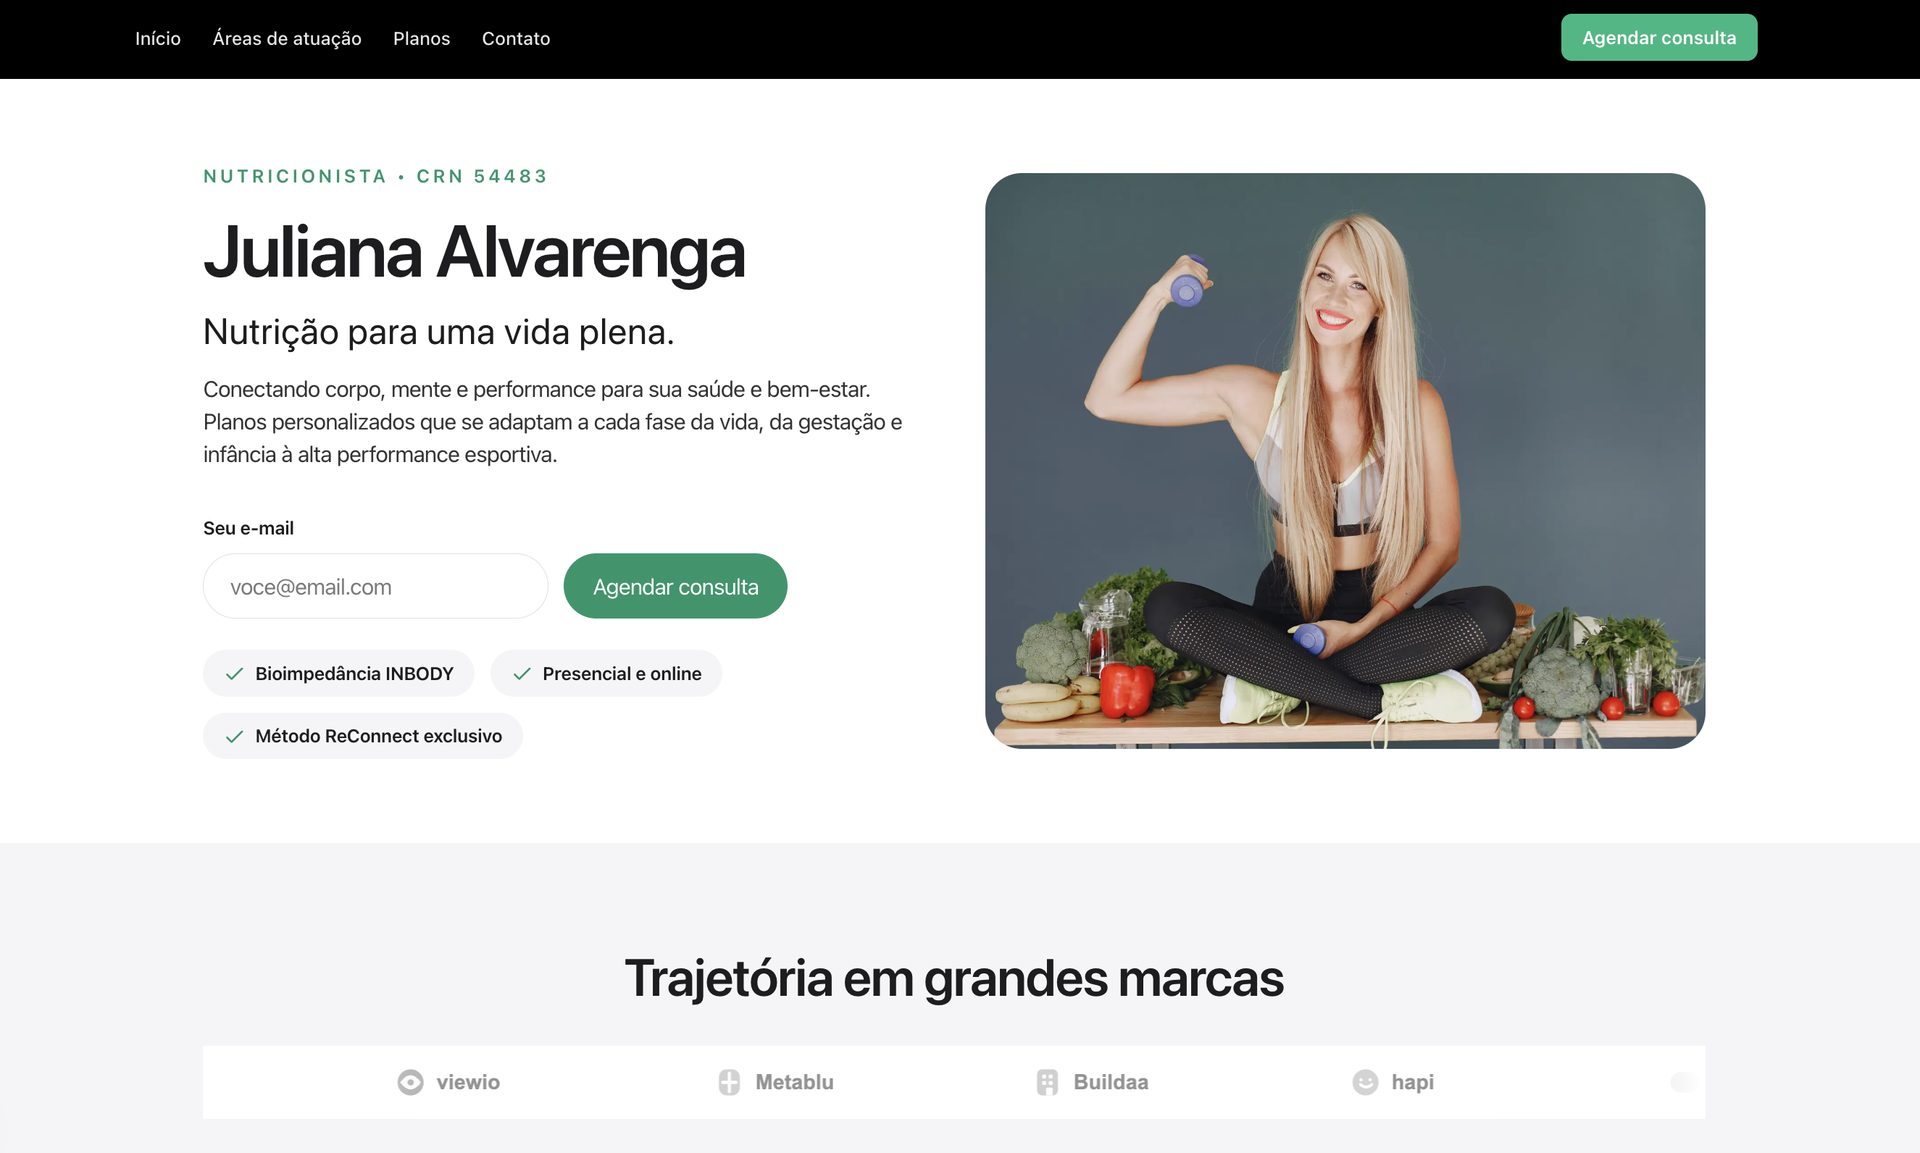 Início
Áreas de atuação
Planos
Contato
Agendar consulta
NUTRICIONISTA • CRN 54483
Juliana Alvarenga
Nutrição para uma vida plena.
Conectando corpo, mente e performance para sua saúde e bem-estar.
Planos personalizados que se adaptam a cada fase da vida, da gestação e
infância à alta performance esportiva.
Seu e-mail
voce@email.com
Agendar consulta
Bioimpedância INBODY
Presencial e online
Método ReConnect exclusivo
Trajetória em grandes marcas
viewio
Metablu
Buildaa
hapi